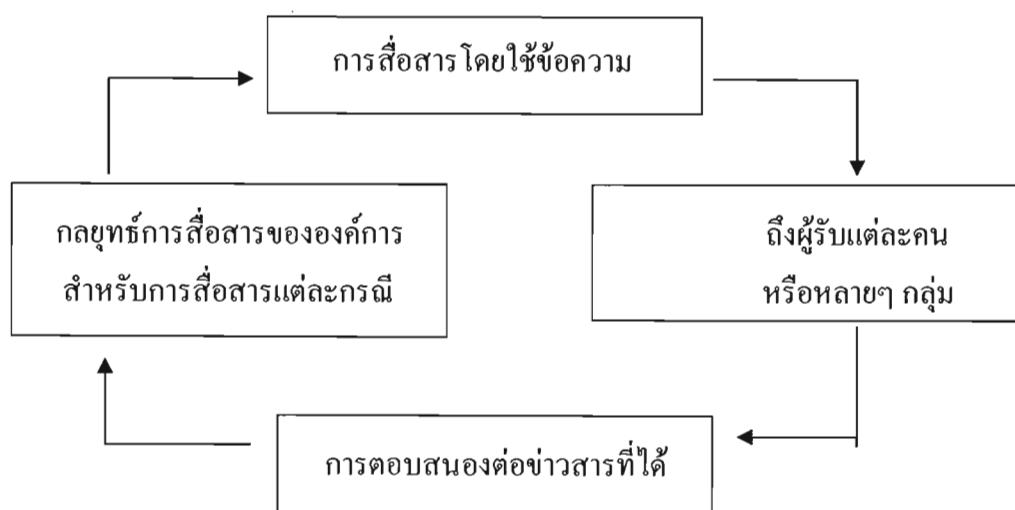 การสื่อสารโดยใช้ข้อความ
กลยุทธ์การสื่อสารขององค์การ
สำหรับการสื่อสารแต่ละกรณี
ถึงผู้รับแต่ละคน
หรือหลายๆ กลุ่ม
การตอบสนองต่อข่าวสารที่ได้